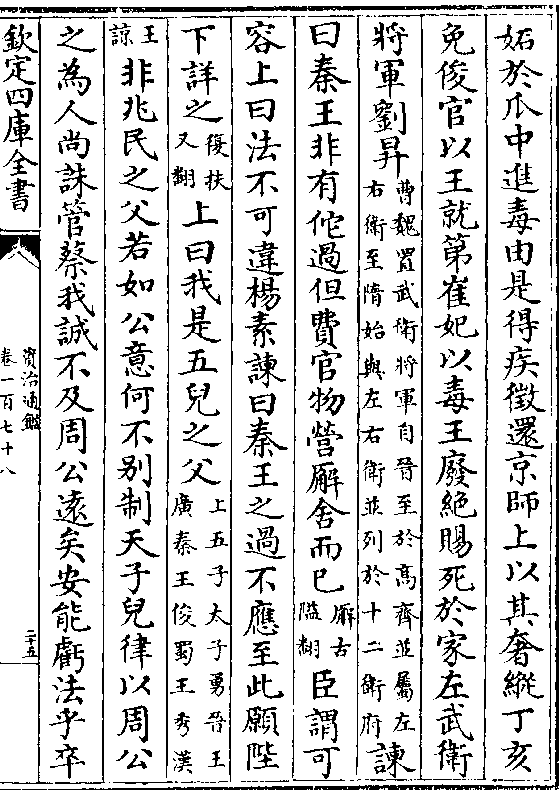 妬於瓜中進毒由是得疾徵還京師上以其奢縱丁亥
免俊官以王就第崔妃以毒王廢絶賜死於家左武衛
將軍劉昇曹魏置武衛將軍自晉至於高齊並屬左右衛至隋始與左右衛並列於十二衛府諫
曰秦王非有佗過但費官物營廨舍而已廨古隘翻臣謂可
容上曰法不可違楊素諫曰秦王之過不應至此願陛
下詳之復扶又翻上曰我是五兒之父上五子太子勇晉王廣秦王俊蜀王秀漢
王諒非兆民之父若如公意何不别制天子兒律以周公
之為人尚誅管蔡我誠不及周公遠矣安能虧法乎卒
欽定四庫全書
資治通鑑
卷一百七十八
二十五